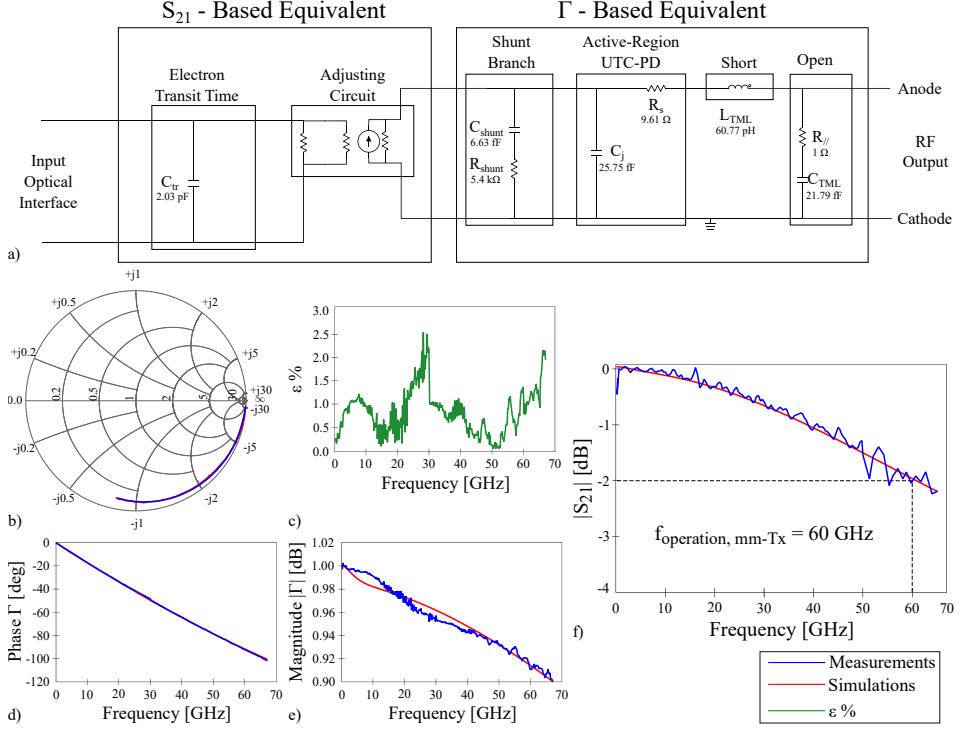 S21 - Based Equivalent
Γ - Based Equivalent
Electron
Transit Time
Adjusting
Circuit
Shunt
Branch
Active-Region
UTC-PD
Short
Open
Anode
Cshunt
6.63 fF
Rshunt
5.4 kΩ
Cj
25.75 fF
Rs
9.61 Ω
LTML
60.77 pH
R//
1 Ω
CTML
21.79 fF
RF
Output
Input
Optical
Interface
Ctr
2.03 pF
Cathode
a)
+j1
+j0.5
+j2
+j0.2
+j5
+j30
0.0
0.2
0.5
1
2
5
30
∞
-j30
-j0.2
-j5
-j0.5
-j2
-j1
b)
3.0
2.5
2.0
1.5
1.0
0.5
0.0
ε %
0 10 20 30 40 50 60 70
Frequency [GHz]
c)
0
-1
-2
-3
-4
|S21| [dB]
foperation, mm-Tx = 60 GHz
0 10 20 30 40 50 60 70
Frequency [GHz]
f)
0
-20
-40
-60
-80
-100
-120
Phase Γ [deg]
0 10 20 30 40 50 60 70
Frequency [GHz]
d)
1.02
1.00
0.98
0.96
0.94
0.92
0.90
Magnitude |Γ| [dB]
0 10 20 30 40 50 60 70
Frequency [GHz]
e)
Measurements
Simulations
ε %